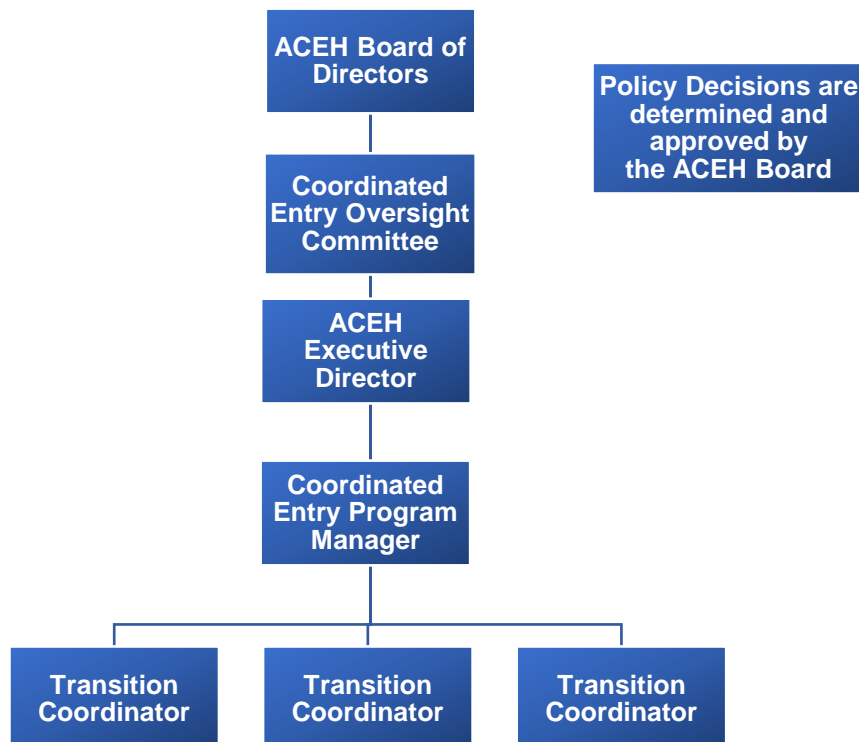 ACEH Board of
Directors
Policy Decisions are
determined and
approved by
the ACEH Board
Coordinated
Entry Oversight
Committee
ACEH
Executive
Director
Coordinated
Entry Program
Manager
Transition
Coordinator
Transition
Coordinator
Transition
Coordinator